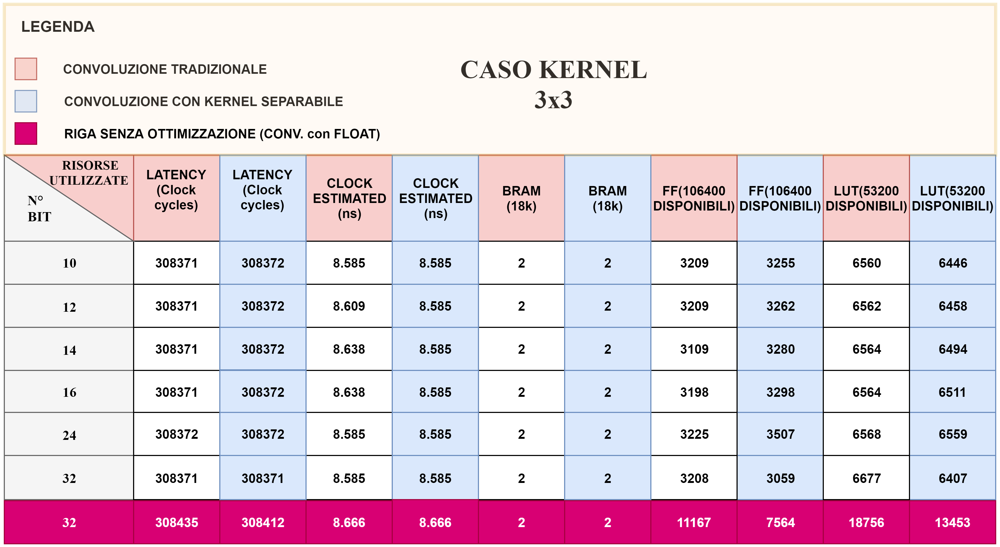 LEGENDA
CONVOLUZIONE TRADIZIONALE
CONVOLUZIONE CON KERNEL SEPARABILE
RIGA SENZA OTTIMIZZAZIONE (CONV. con FLOAT)
CASO KERNEL
3x3
RISORSE
UTILIZZATE
N°
BIT
LATENCY
(Clock
cycles)
LATENCY
(Clock
cycles)
CLOCK
ESTIMATED
(ns)
CLOCK
ESTIMATED
(ns)
BRAM
(18k)
BRAM
(18k)
FF(106400
DISPONIBILI)
FF(106400
DISPONIBILI)
LUT(53200
DISPONIBILI)
LUT(53200
DISPONIBILI)
10 308371 308372 8.585 8.585 2 2 3209 3255 6560 6446
12 308371 308372 8.609 8.585 2 2 3209 3262 6562 6458
14 308371 308372 8.638 8.585 2 2 3109 3280 6564 6494
16 308371 308372 8.638 8.585 2 2 3198 3298 6564 6511
24 308372 308372 8.585 8.585 2 2 3225 3507 6568 6559
32 308371 308371 8.585 8.585 2 2 3208 3059 6677 6407
32 308435 308412 8.666 8.666 2 2 11167 7564 18756 13453